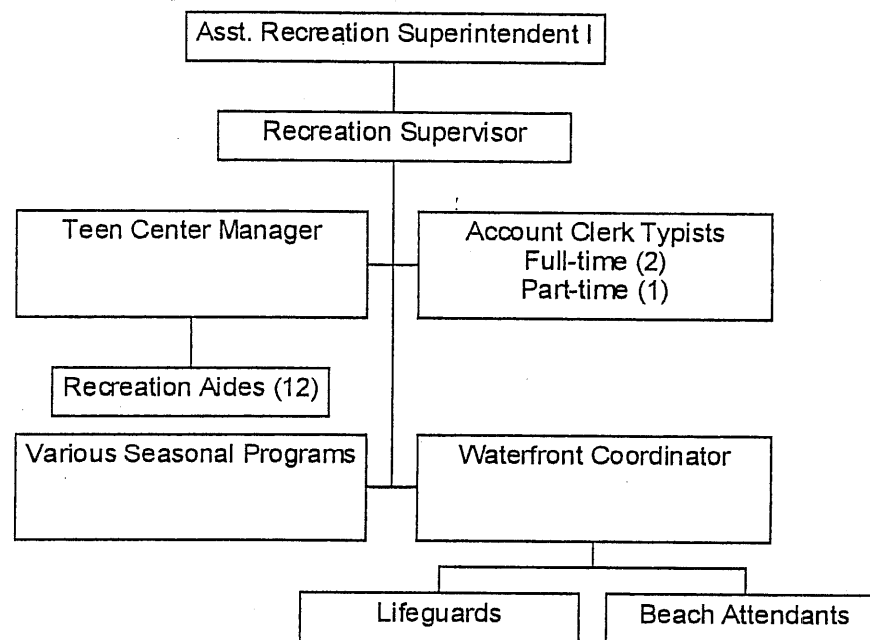 Asst. Recreation Superintendent I
Recreation Supervisor
Teen Center Manager
Account Clerk Typists
Full-time (2)
Part-time (1)
Recreation Aides (12)
Various Seasonal Programs
Waterfront Coordinator
Lifeguards
Beach Attendants